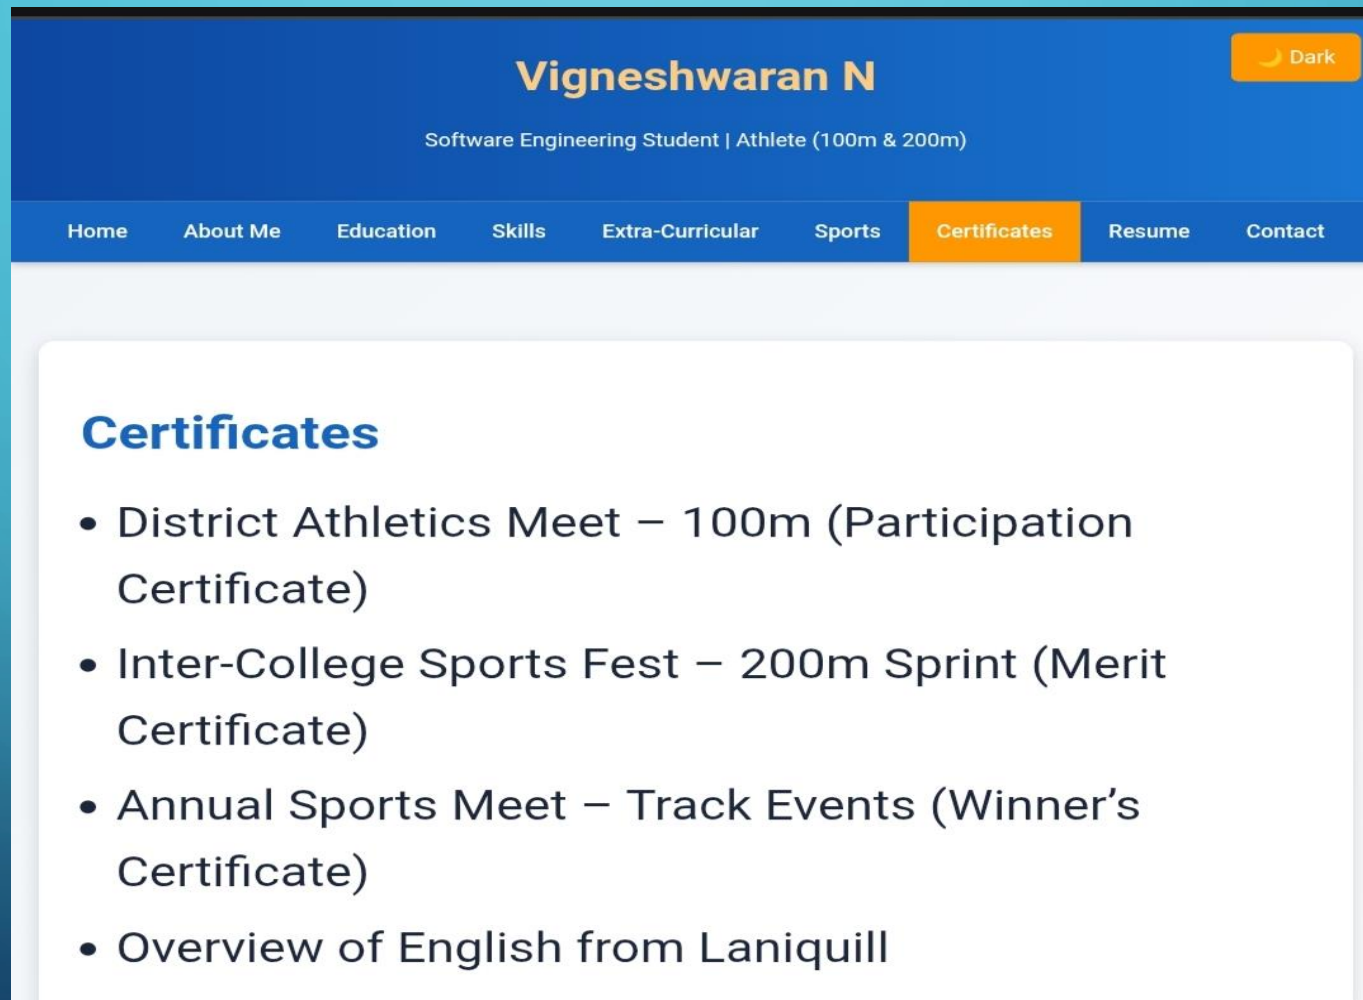 Vigneshwaran N
🌙 Dark
Software Engineering Student | Athlete (100m & 200m)
Home About Me Education Skills Extra-Curricular Sports Certificates Resume Contact
Certificates
• District Athletics Meet – 100m (Participation
Certificate)
• Inter-College Sports Fest – 200m Sprint (Merit
Certificate)
• Annual Sports Meet – Track Events (Winner’s
Certificate)
• Overview of English from Laniquill